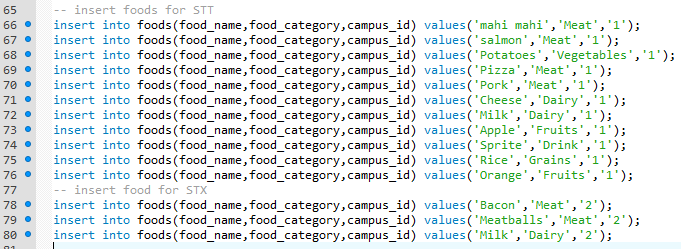 65 -- insert foods for STT
66 insert into foods(food_name,food_category,campus_id) values('mahi mahi','Meat','1');
67 insert into foods(food_name,food_category,campus_id) values('salmon','Meat','1');
68 insert into foods(food_name,food_category,campus_id) values('Potatoes','Vegetables','1');
69 insert into foods(food_name,food_category,campus_id) values('Pizza','Meat','1');
70 insert into foods(food_name,food_category,campus_id) values('Pork','Meat','1');
71 insert into foods(food_name,food_category,campus_id) values('Cheese','Dairy','1');
72 insert into foods(food_name,food_category,campus_id) values('Milk','Dairy','1');
73 insert into foods(food_name,food_category,campus_id) values('Apple','Fruits','1');
74 insert into foods(food_name,food_category,campus_id) values('Sprite','Drink','1');
75 insert into foods(food_name,food_category,campus_id) values('Rice','Grains','1');
76 insert into foods(food_name,food_category,campus_id) values('Orange','Fruits','1');
77 -- insert food for STX
78 insert into foods(food_name,food_category,campus_id) values('Bacon','Meat','2');
79 insert into foods(food_name,food_category,campus_id) values('Meatballs','Meat','2');
80 insert into foods(food_name,food_category,campus_id) values('Milk','Dairy','2');